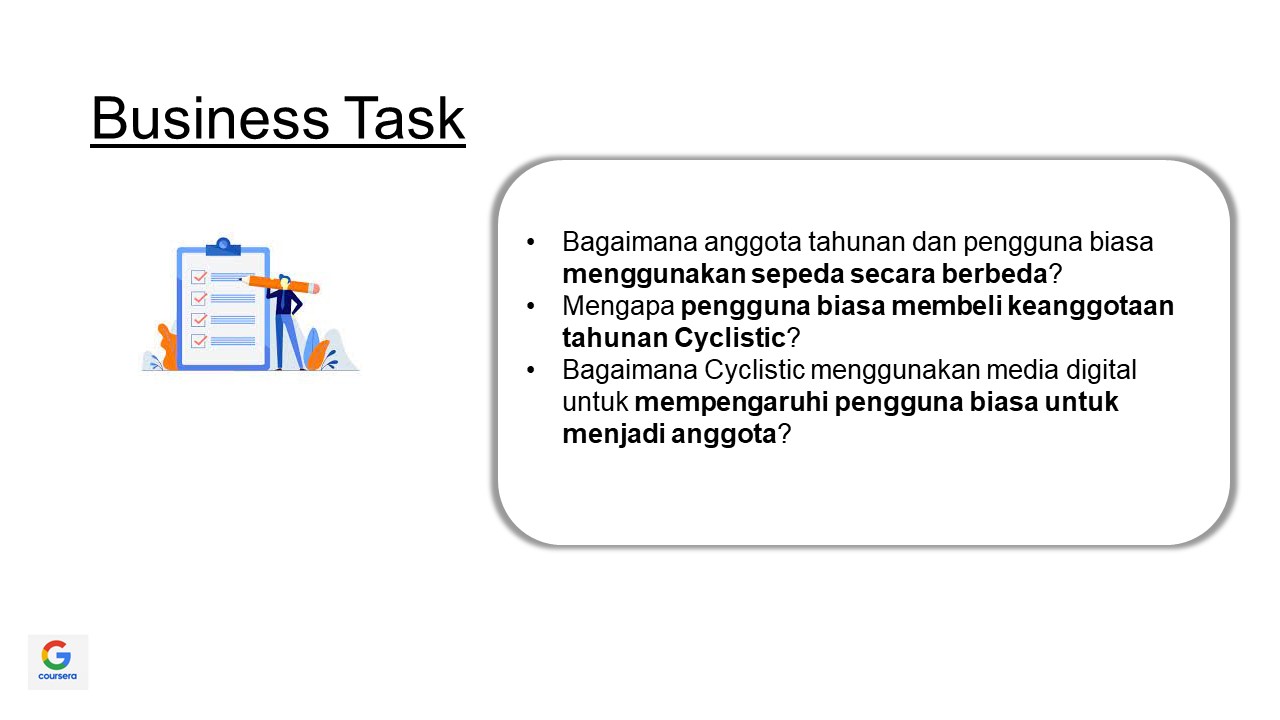 Business Task
• Bagaimana anggota tahunan dan pengguna biasa
menggunakan sepeda secara berbeda?
• Mengapa pengguna biasa membeli keanggotaan
tahunan Cyclistic?
• Bagaimana Cyclistic menggunakan media digital
untuk mempengaruhi pengguna biasa untuk
menjadi anggota?
G
coursera